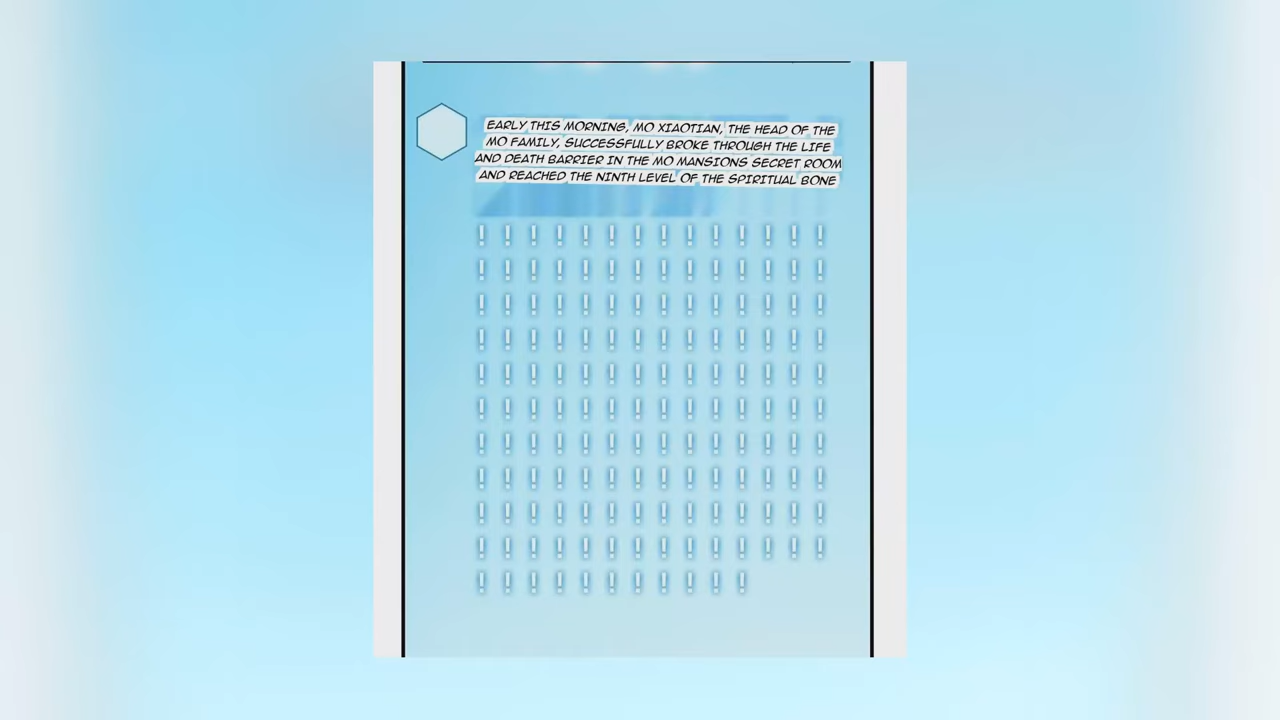 EARLY THIS MORNING, MO XIAOTIAN, THE HEAD OF THE
MO FAMILY, SUCCESSFULLY BROKE THROUGH THE LIFE
AND DEATH BARRIER IN THE MO MANSIONS SECRET ROOM
AND REACHED THE NINTH LEVEL OF THE SPIRITUAL BONE
! ! ! ! ! ! ! ! ! ! ! ! ! !
! ! ! ! ! ! ! ! ! ! ! ! ! !
! ! ! ! ! ! ! ! ! ! ! ! ! !
! ! ! ! ! ! ! ! ! ! ! ! ! !
! ! ! ! ! ! ! ! ! ! ! ! ! !
! ! ! ! ! ! ! ! ! ! ! ! ! !
! ! ! ! ! ! ! ! ! ! ! ! ! !
! ! ! ! ! ! ! ! ! ! ! ! ! !
! ! ! ! ! ! ! ! ! ! ! ! ! !
! ! ! ! ! ! ! ! ! ! ! ! ! !
! ! ! ! ! ! ! ! ! ! !